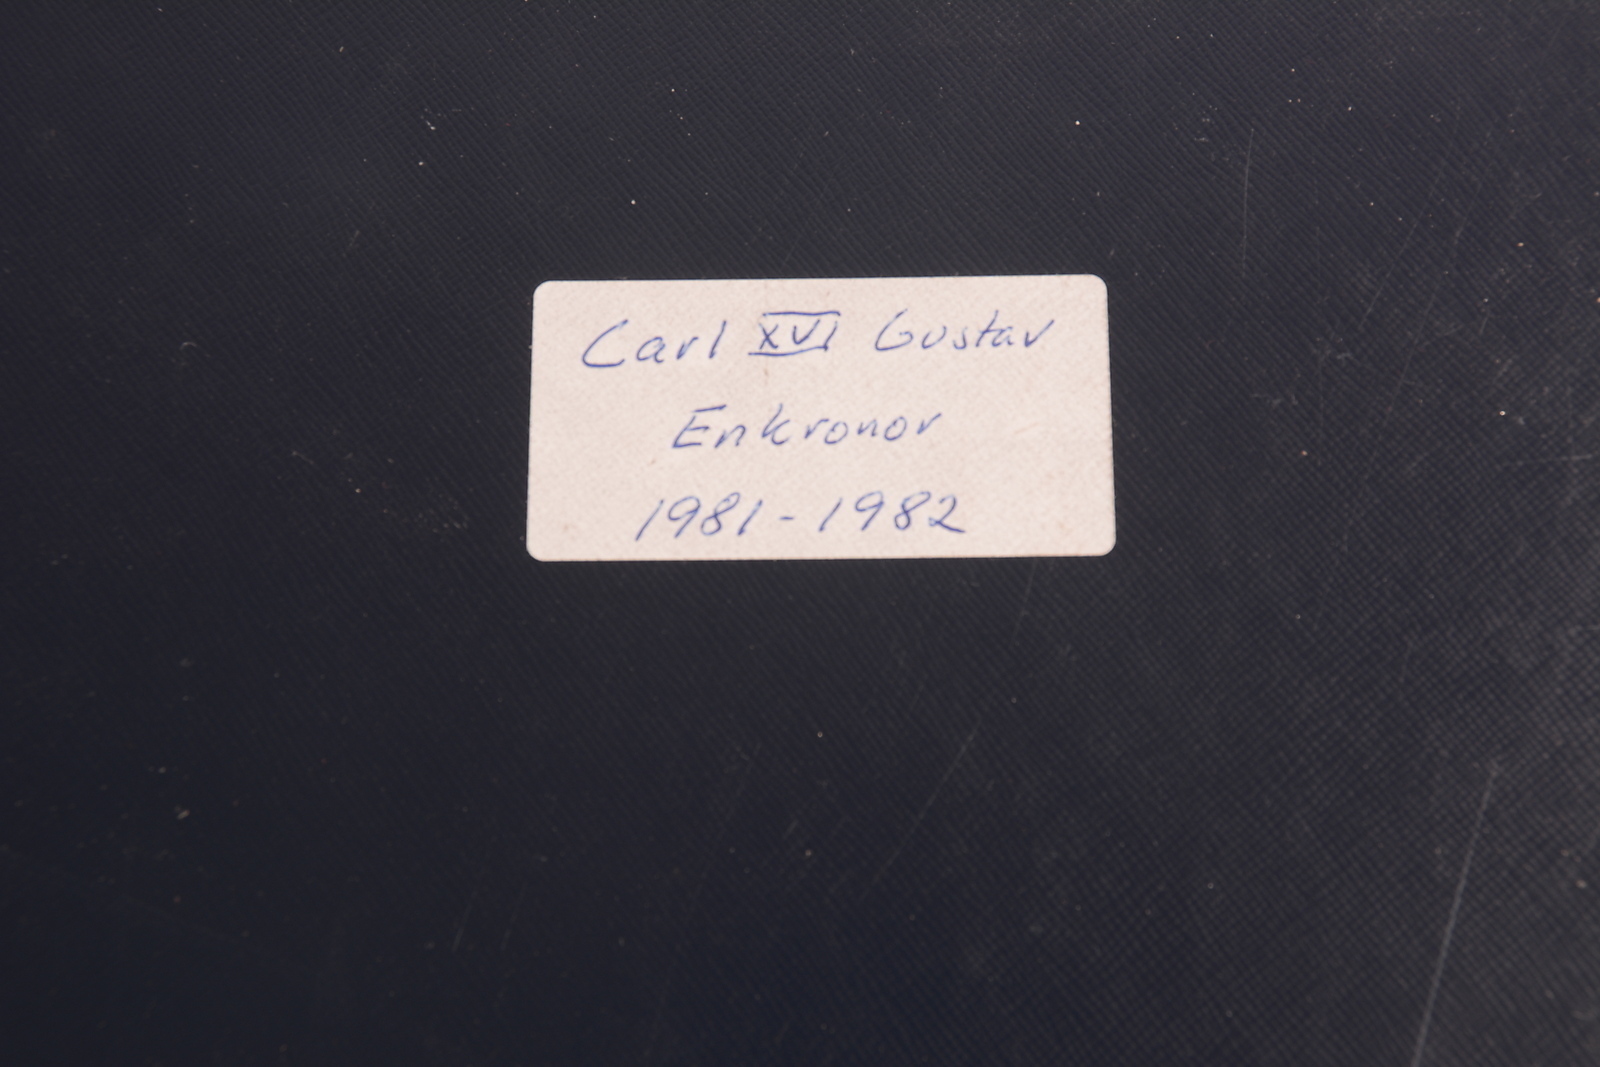 Carl XVI Gustav
Enkronor
1981-1982